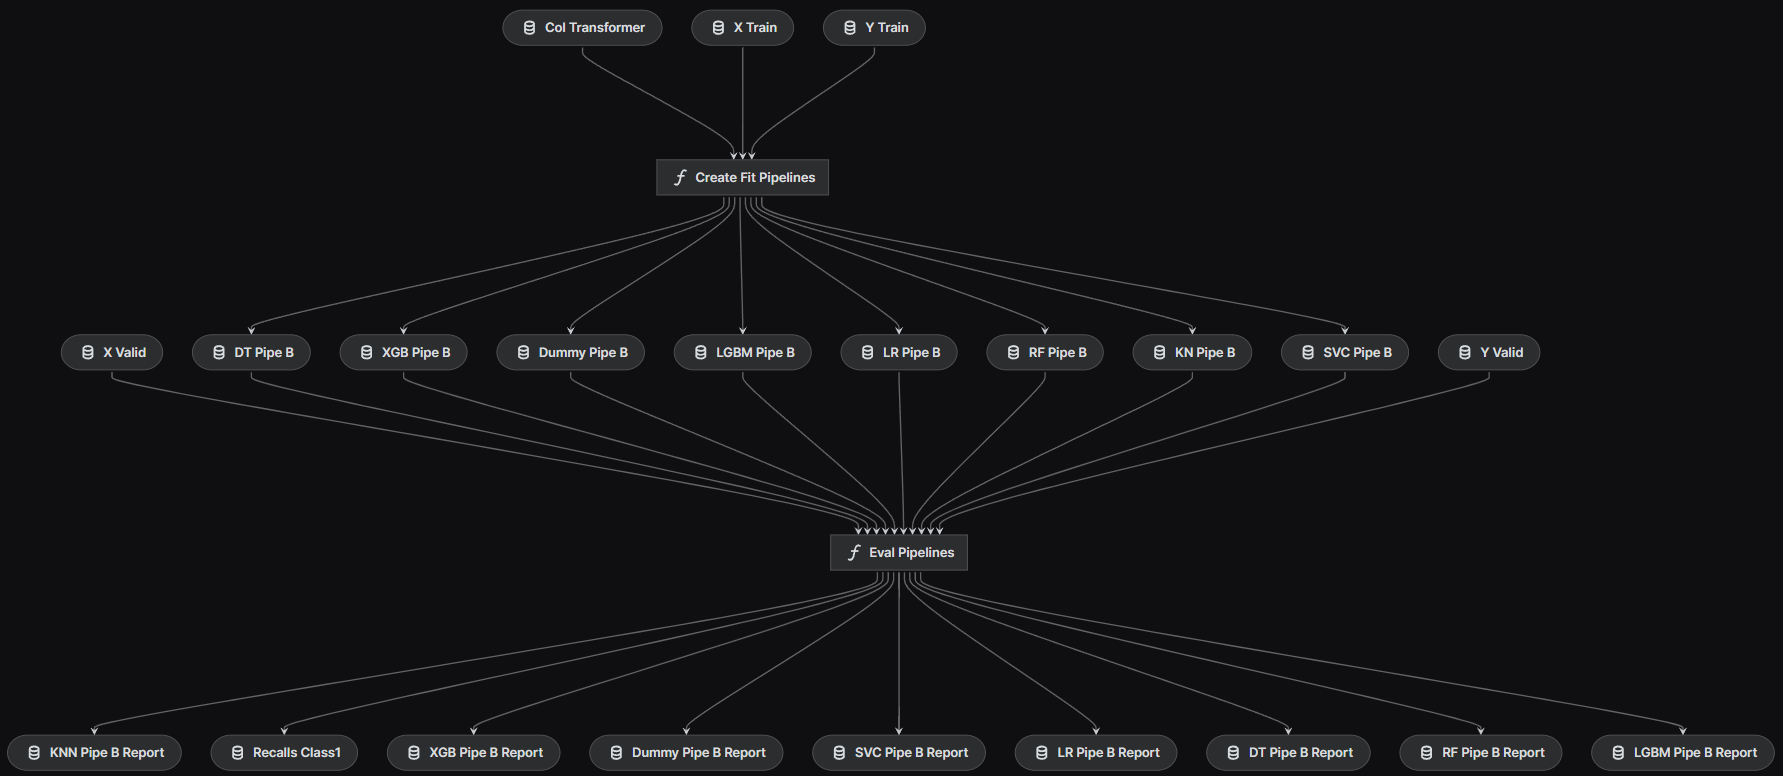 Col Transformer
X Train
Y Train
Create Fit Pipelines
X Valid
DT Pipe B
XGB Pipe B
Dummy Pipe B
LGBM Pipe B
LR Pipe B
RF Pipe B
KN Pipe B
SVC Pipe B
Y Valid
Eval Pipelines
KNN Pipe B Report
Recalls Class1
XGB Pipe B Report
Dummy Pipe B Report
SVC Pipe B Report
LR Pipe B Report
DT Pipe B Report
RF Pipe B Report
LGBM Pipe B Report